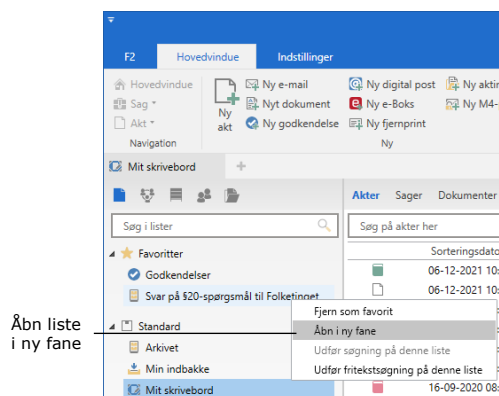 F2 Hovedvindue Indstillinger
Hovedvindue
Sag
Akt
Navigation
Ny
akt
Ny e-mail
Nyt dokument
Ny godkendelse
Ny digital post
Ny e-Boks
Ny fjernprint
Ny M4-
Ny
Mit skrivebord +
Akter Sager Dokumenter
Søg i lister
Søg på akter her
Favoritter
Sorteringsdato
Godkendelser
06-12-2021 10:
Svar på §20-spørgsmål til Folketinget
06-12-2021 10:
Fjern som favorit
Åbn liste
i ny fane
Standard
Åbn i ny fane
Arkivet
Udfør søgning på denne liste
Min indbakke
Udfør fritekstsøgning på denne liste
Mit skrivebord
16-09-2020 08: